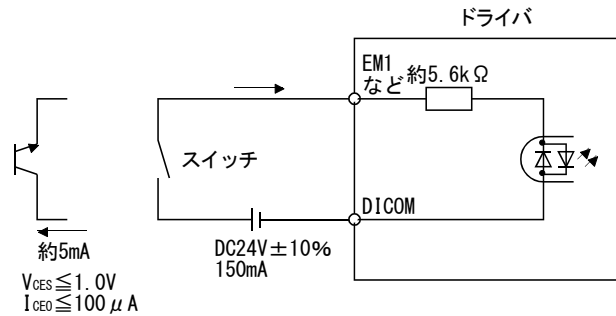 ドライバ
EM1
など
約5.6kΩ
スイッチ
DICOM
約5mA
DC24V±10%
150mA
VCES≦1.0V
ICEO≦100μA